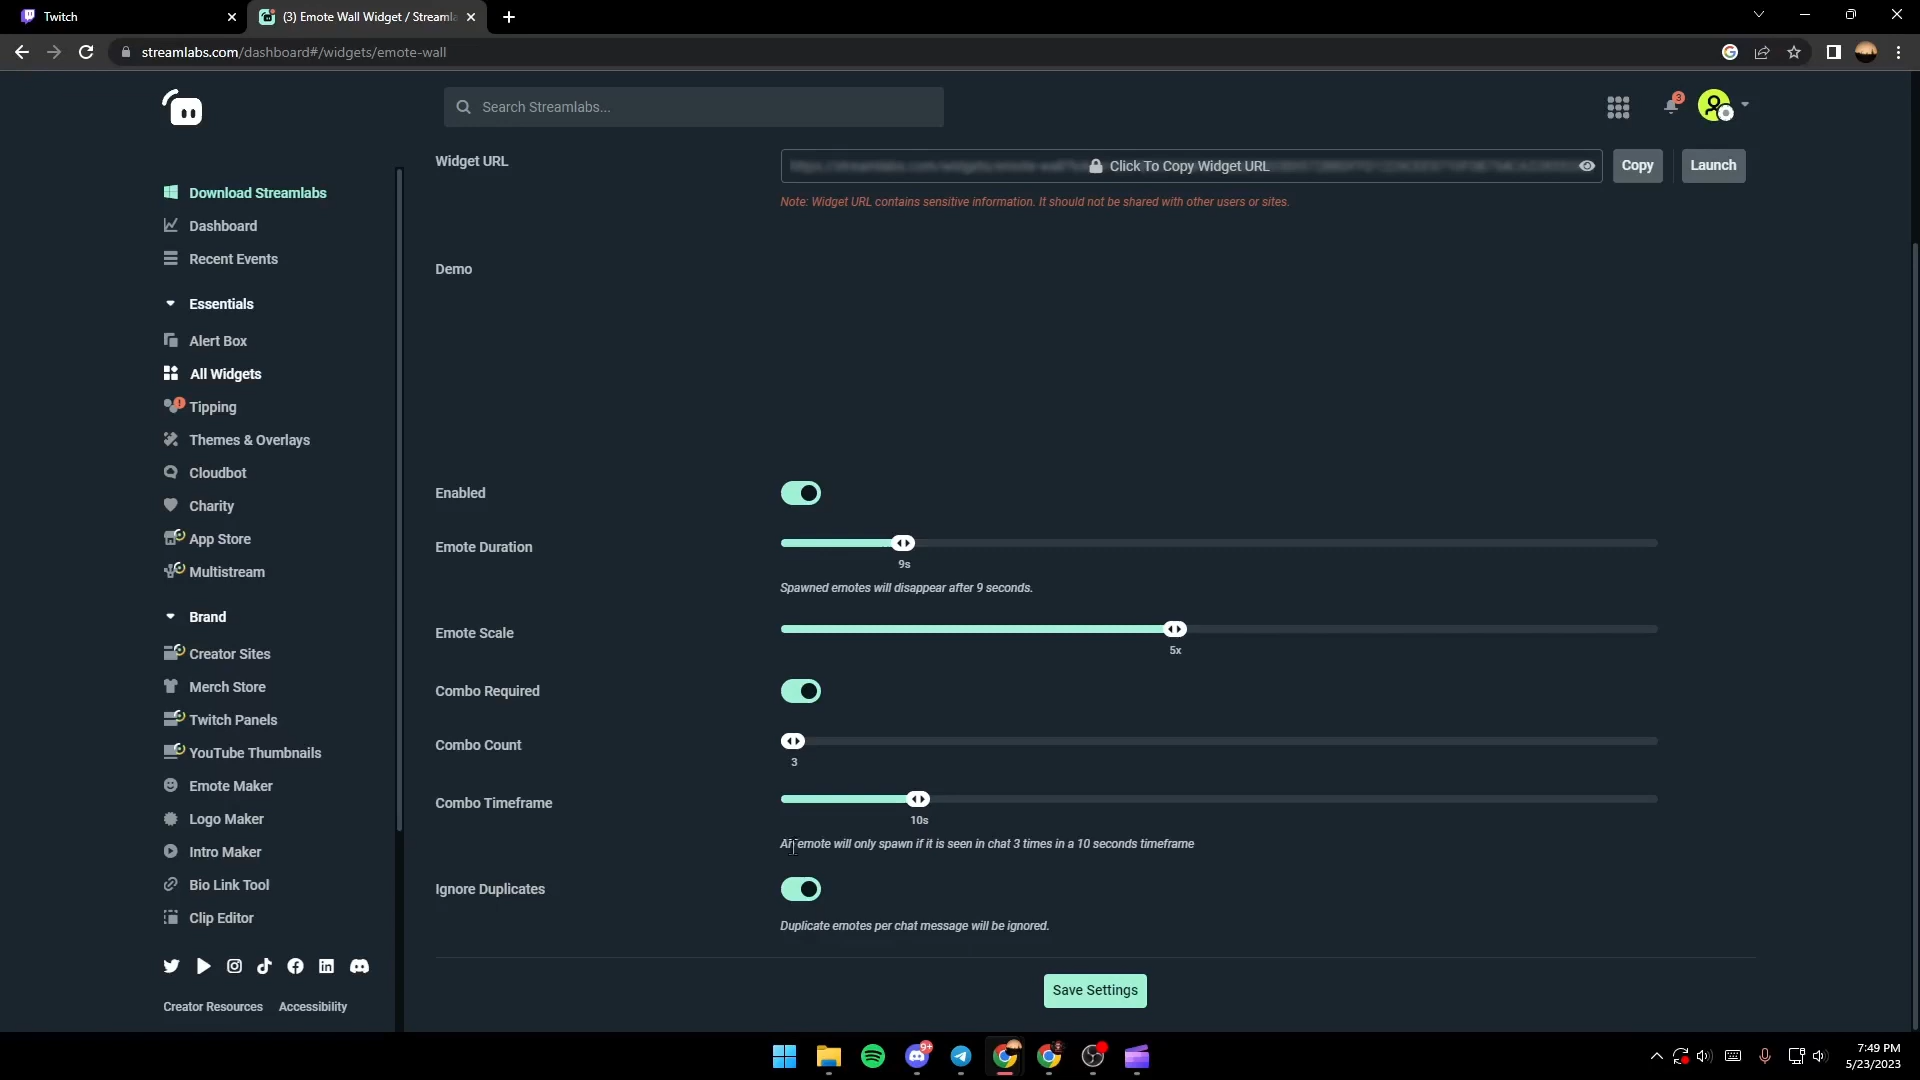 Twitch
(3) Emote Wall Widget / Streamla
streamlabs.com/dashboard#/widgets/emote-wall
Search Streamlabs...
3
Widget URL
Click To Copy Widget URL
Copy
Launch
Note: Widget URL contains sensitive information. It should not be shared with other users or sites.
Download Streamlabs
Dashboard
Recent Events
Essentials
Alert Box
All Widgets
Tipping
Themes & Overlays
Cloudbot
Charity
App Store
Multistream
Brand
Creator Sites
Merch Store
Twitch Panels
YouTube Thumbnails
Emote Maker
Logo Maker
Intro Maker
Bio Link Tool
Clip Editor
Creator Resources Accessibility
Demo
Enabled
Emote Duration
9s
Spawned emotes will disappear after 9 seconds.
Emote Scale
5x
Combo Required
Combo Count
3
Combo Timeframe
10s
An emote will only spawn if it is seen in chat 3 times in a 10 seconds timeframe
Ignore Duplicates
Duplicate emotes per chat message will be ignored.
Save Settings
9+
7:49 PM
5/23/2023